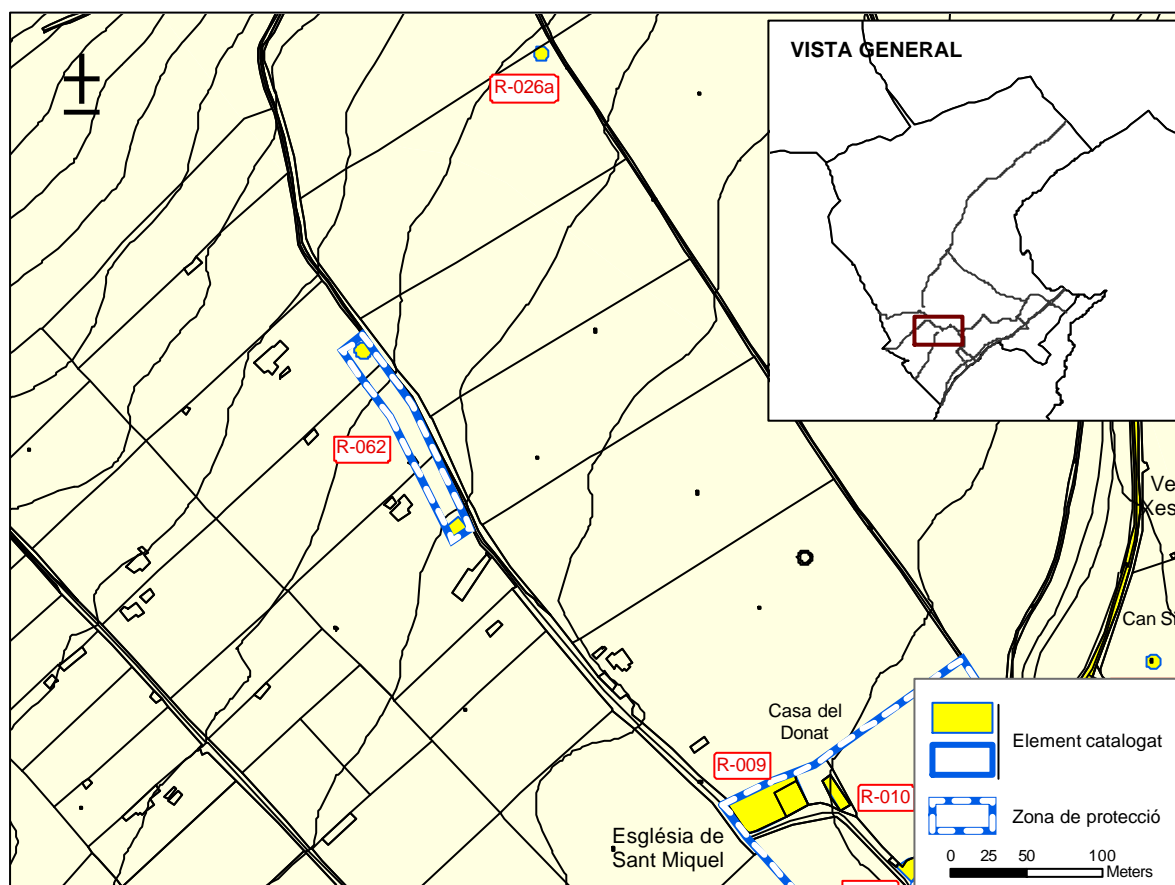 VISTA GENERAL
R-026a
R-062
Can
Casa del
Donat
R-009
R-010
Església de
Sant Miquel
Element catalogat
Zona de protecció
0 25 50 100
Meters